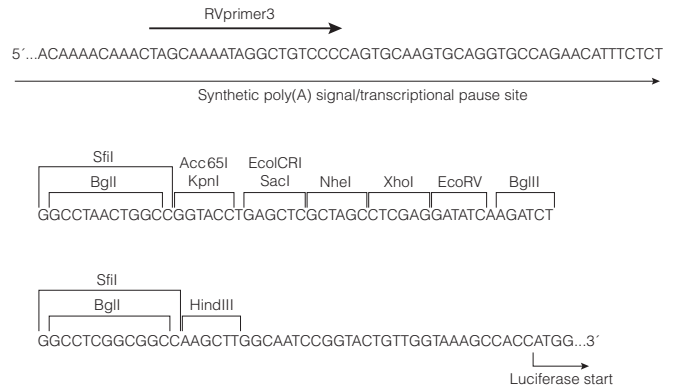 RVprimer3
5´...ACAAAACAAACTAGCAAAATAGGCTGTCCCCAGTGCAAGTGCAGGTGCCAGAACATTTCTCT
Synthetic poly(A) signal/transcriptional pause site
SfiI
Acc65I EcoICRI
BglI KpnI SacI NheI XhoI EcoRV BglII
GGCCTAACTGGCCGGTACCTGAGCTCGCTAGCCTCGAGGATATCAAGATCT
SfiI
BglI HindIII
GGCCTCGGCGGCCAAGCTTGGCAATCCGGTACTGTTGGTAAAGCCACCATGG...3´
Luciferase start